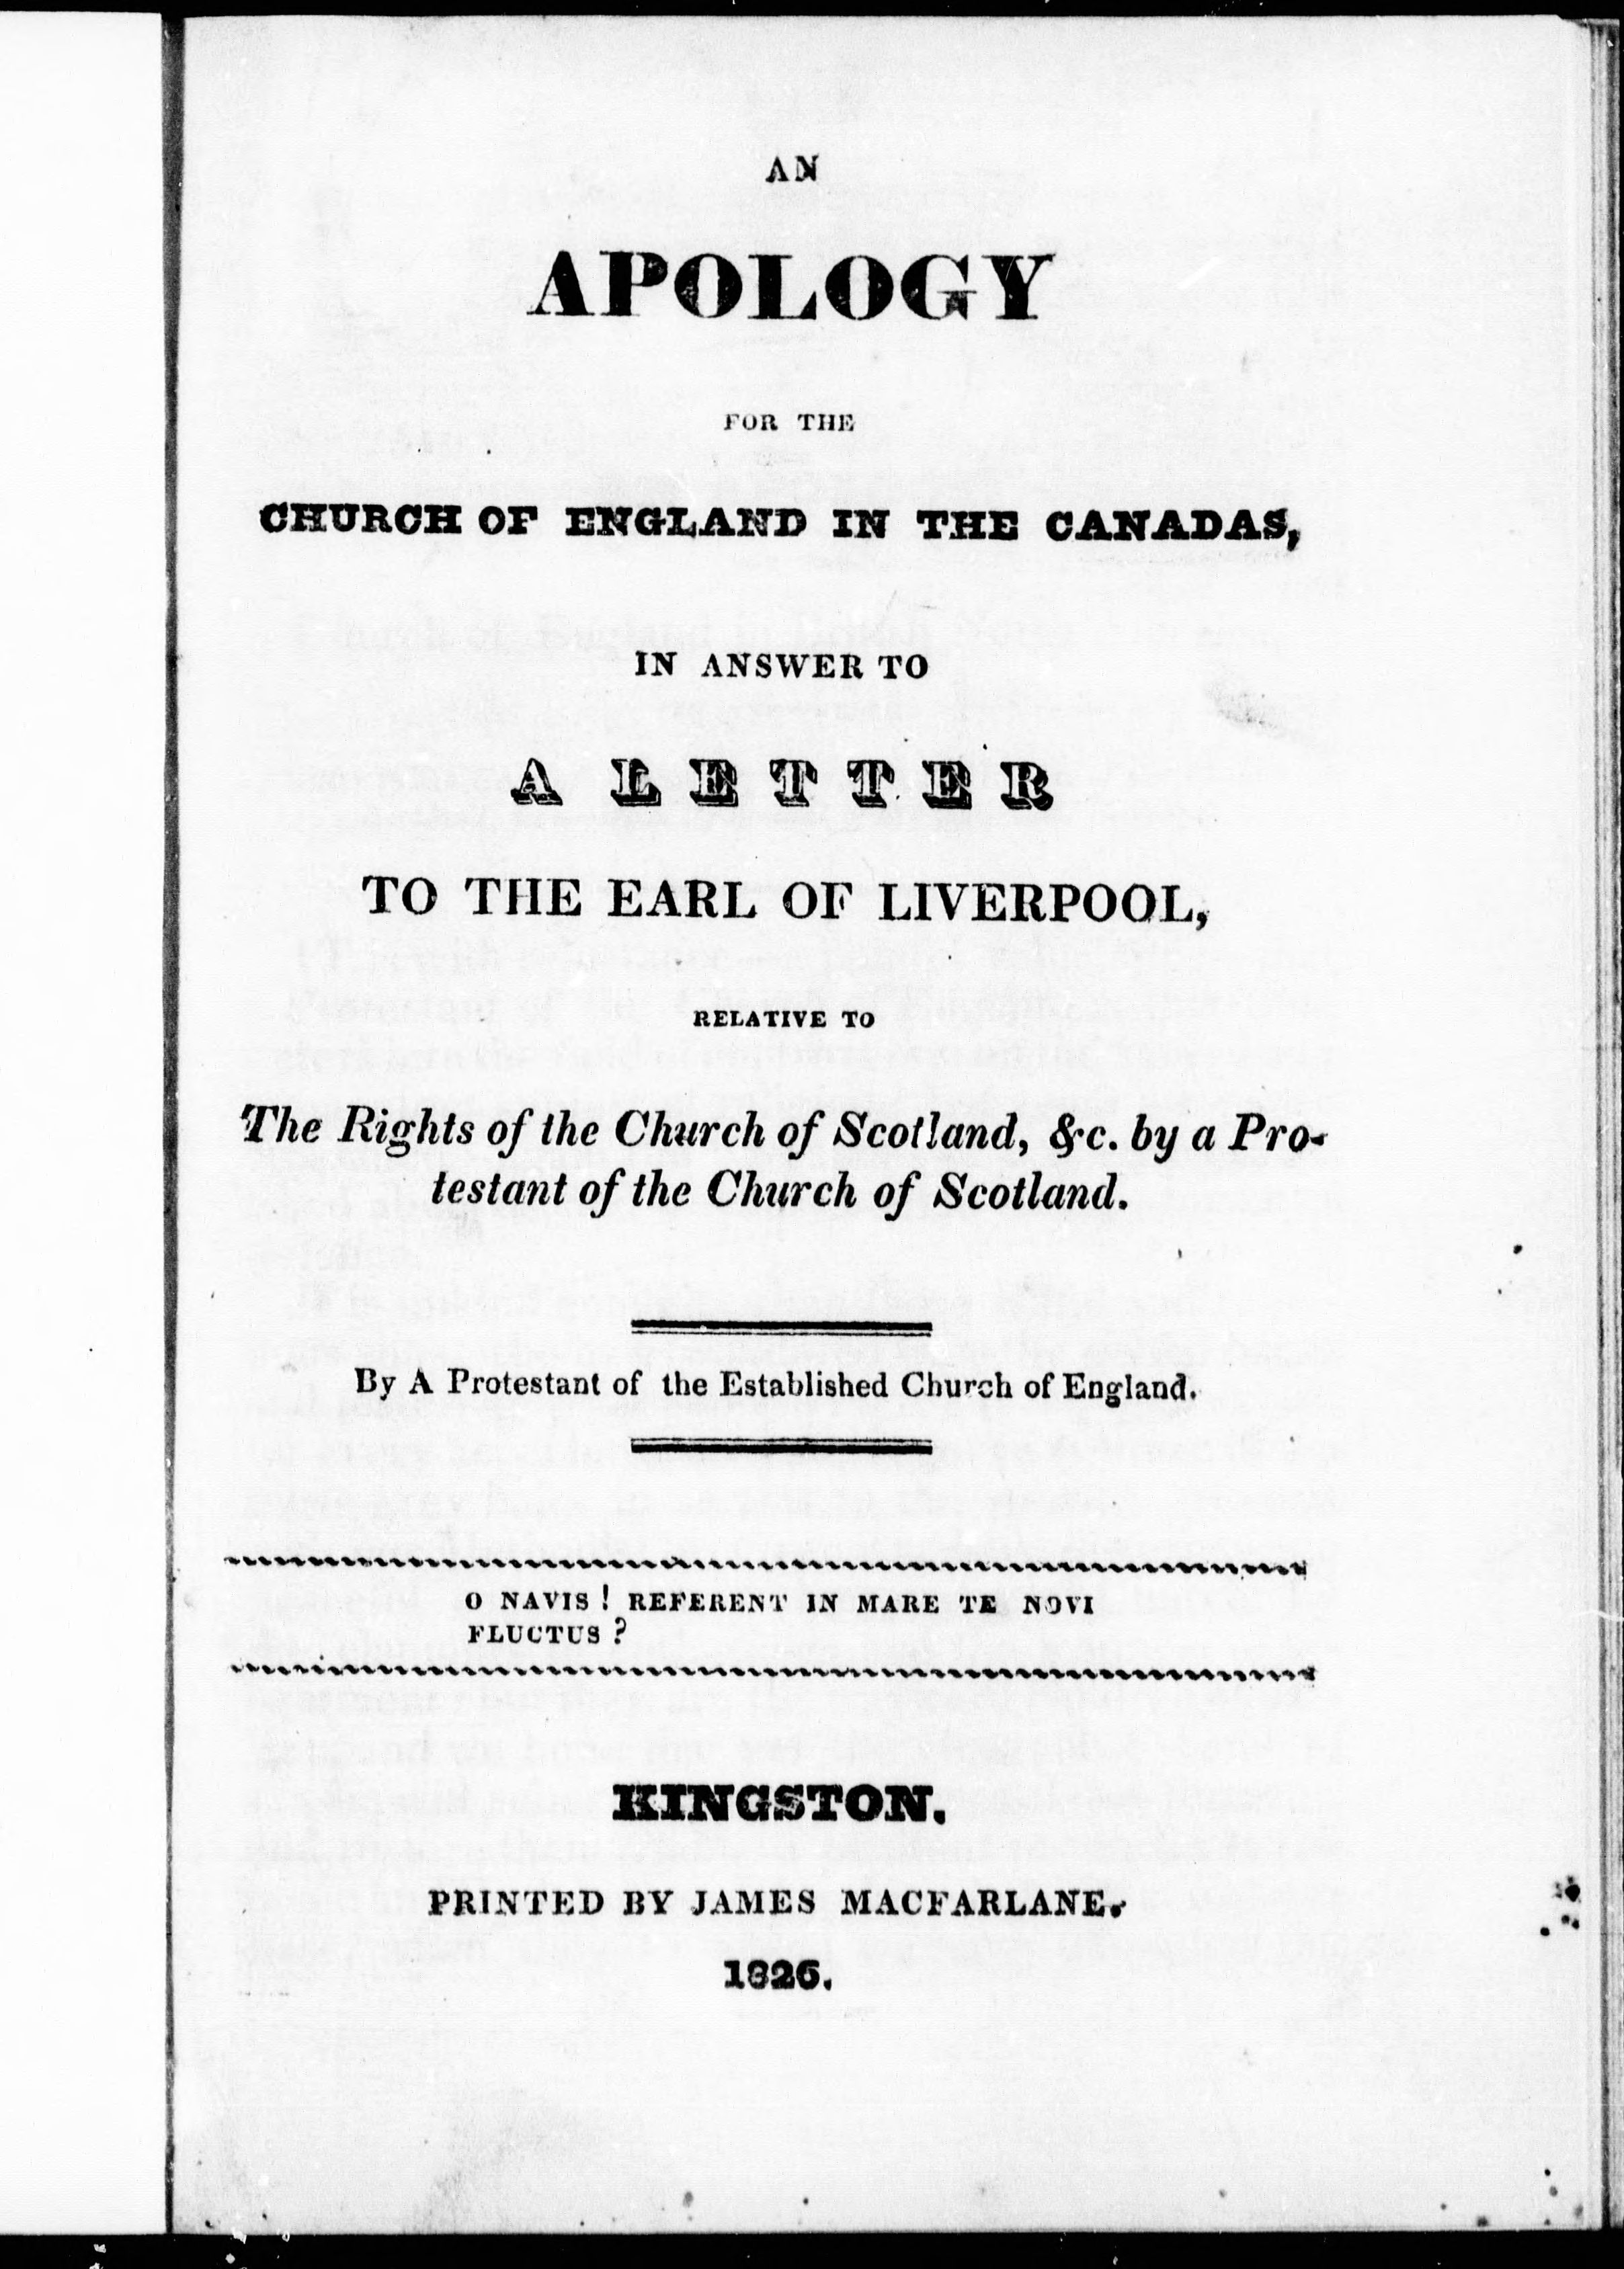 AN
APOLOGY
FOR THE
CHURCH OF ENGLAND IN THE CANADAS,
IN ANSWER TO
A LETTER
TO THE EARL OF LIVERPOOL,
RELATIVE TO
The Rights of the Church of Scotland, &c. by a Pro-
testant of the Church of Scotland.
By A Protestant of the Established Church of England.
O NAVIS! REFERENT IN MARE TE NOVI
FLUCTUS?
KINGSTON.
PRINTED BY JAMES MACFARLANE.
1826.